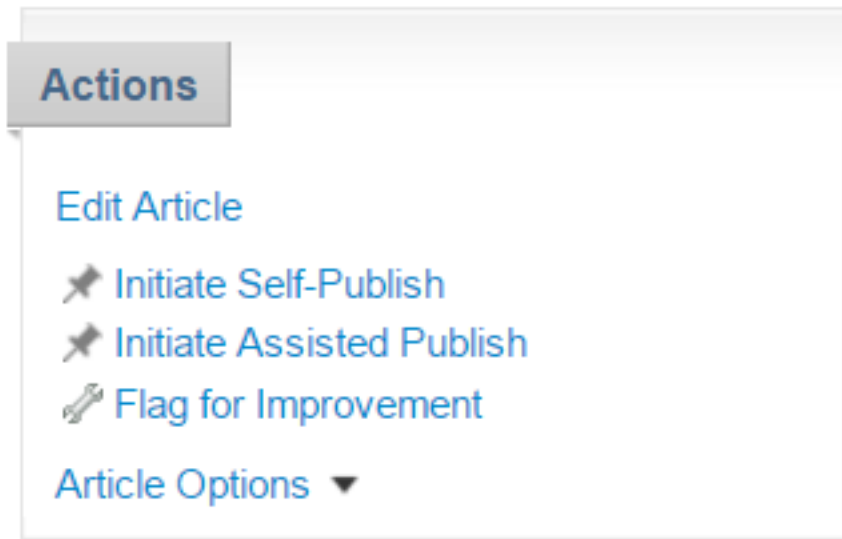 Actions
Edit Article
Initiate Self-Publish
Initiate Assisted Publish
Flag for Improvement
Article Options